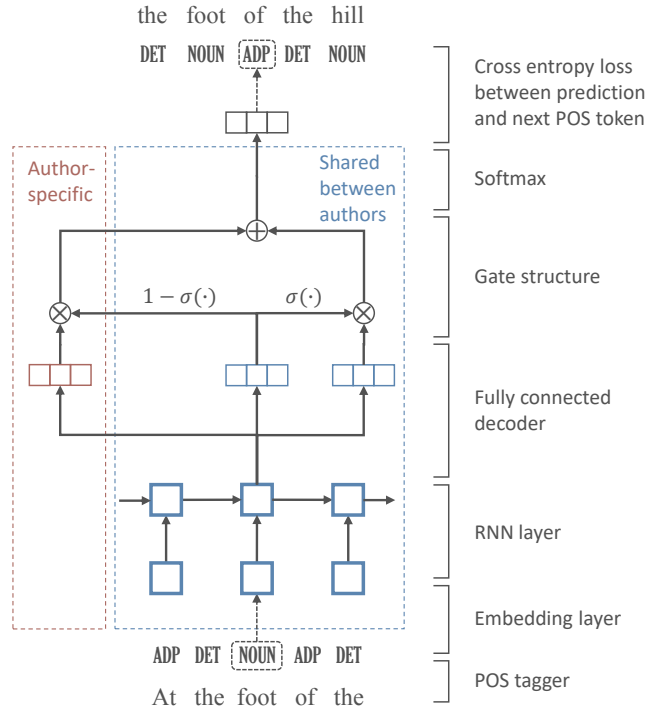 the foot of the hill
DET NOUN ADP DET NOUN
Cross entropy loss
between prediction
and next POS token
Author-
specific
Shared
between
authors
Softmax
Gate structure
1 − σ(·)
σ(·)
Fully connected
decoder
RNN layer
Embedding layer
ADP DET NOUN ADP DET
POS tagger
At the foot of the